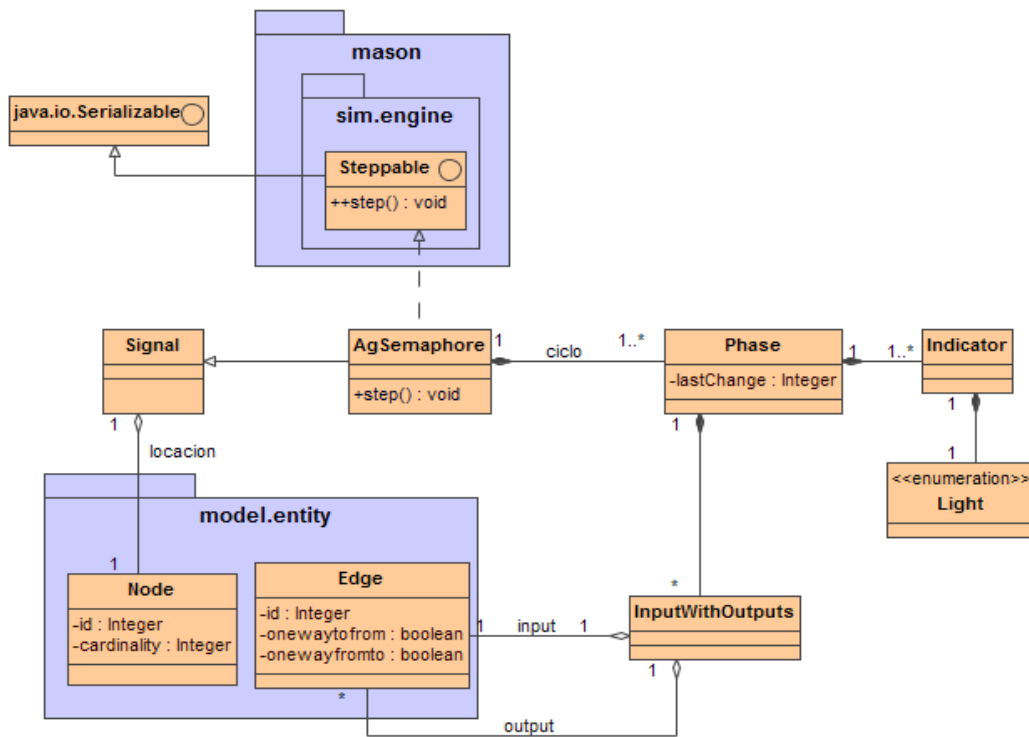 mason
sim.engine
java.io.Serializable
Steppable
++step() : void
Signal
AgSemaphore
+step() : void
1
ciclo
1..*
Phase
-lastChange : Integer
1
1..*
Indicator
1
locacion
1
1
1
<<enumeration>>
Light
model.entity
1
Node
-id : Integer
-cardinality : Integer
Edge
-id : Integer
-onewaytofrom : boolean
-onewayfromto : boolean
1
input
1
*
InputWithOutputs
1
*
output